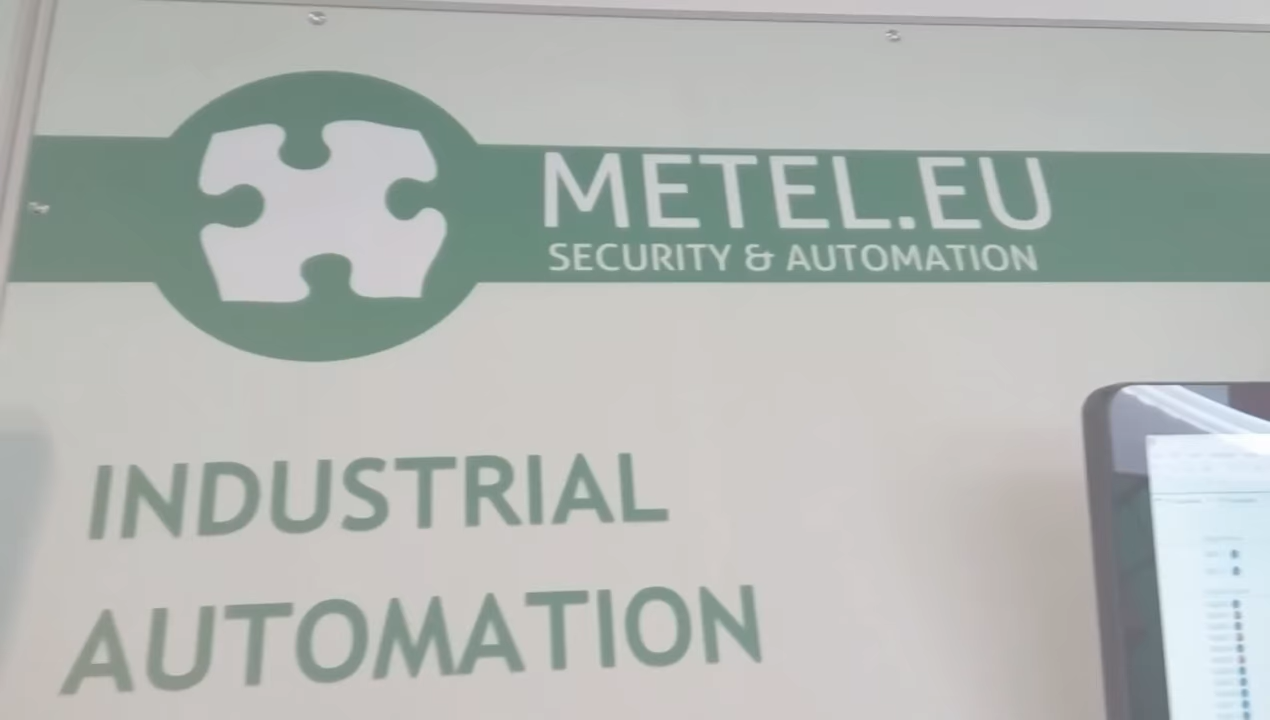 METEL.EU
SECURITY & AUTOMATION
INDUSTRIAL
AUTOMATION